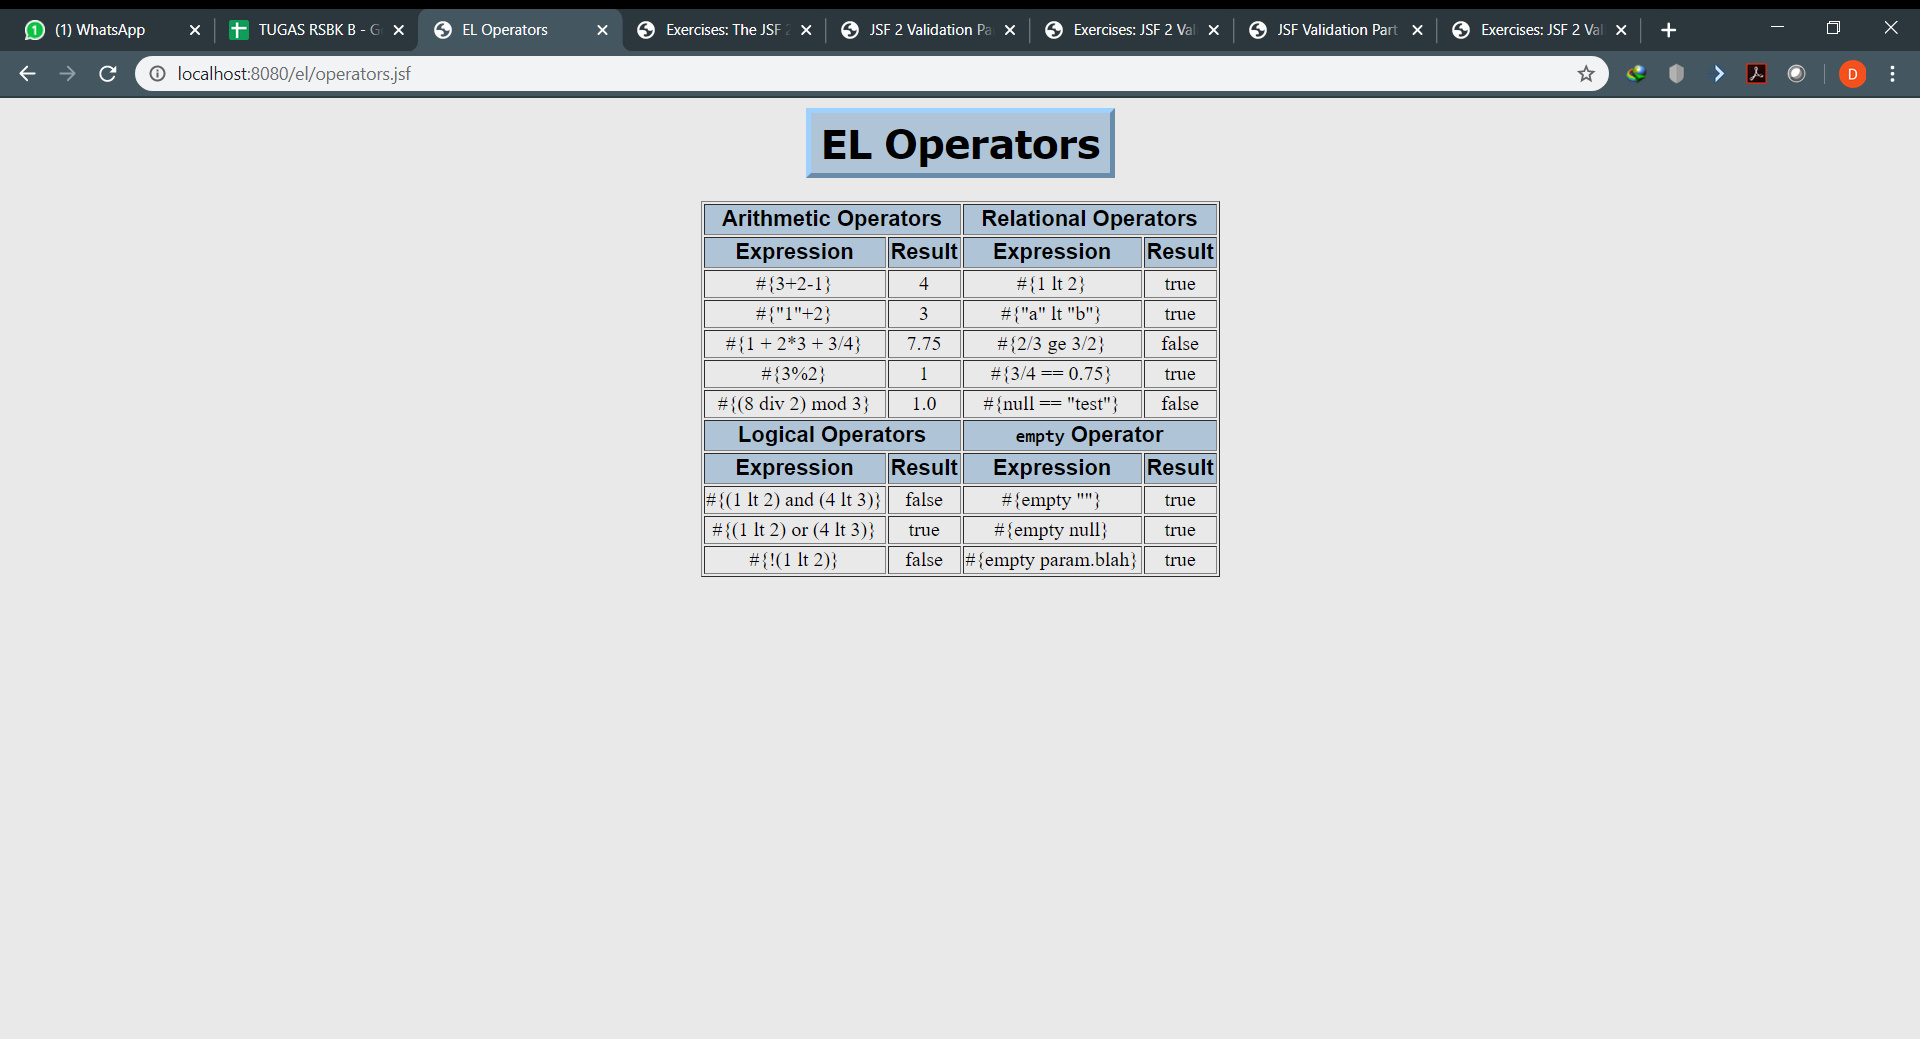 (1) WhatsApp
TUGAS RSBK B - G
EL Operators
Exercises: The JSF 2
JSF 2 Validation Pa
Exercises: JSF 2 Val
JSF Validation Part
Exercises: JSF 2 Val
localhost:8080/el/operators.jsf
D
EL Operators
Arithmetic Operators Relational Operators
Expression Result Expression Result
#{3+2-1} 4 #{1 lt 2} true
#{"1"+2} 3 #{"a" lt "b"} true
#{1 + 2*3 + 3/4} 7.75 #{2/3 ge 3/2} false
#{3%2} 1 #{3/4 == 0.75} true
#{(8 div 2) mod 3} 1.0 #{null == "test"} false
Logical Operators empty Operator
Expression Result Expression Result
#{(1 lt 2) and (4 lt 3)} false #{empty ""} true
#{(1 lt 2) or (4 lt 3)} true #{empty null} true
#{!(1 lt 2)} false #{empty param.blah} true